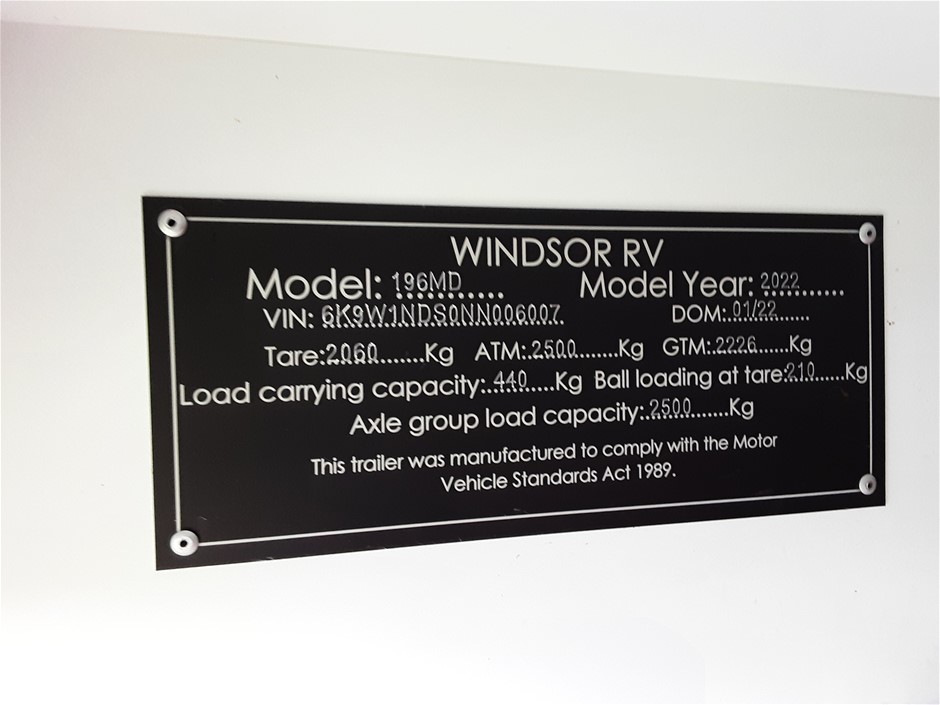 WINDSOR RV
Model: 196MD Model Year: 2022
VIN: 6K9W1NDS0NN006007 DOM: 01/22
Tare: 2060 Kg ATM: 2500 Kg GTM: 2226 Kg
Load carrying capacity: 440 Kg Ball loading at tare: 210 Kg
Axle group load capacity: 2500 Kg
This trailer was manufactured to comply with the Motor
Vehicle Standards Act 1989.